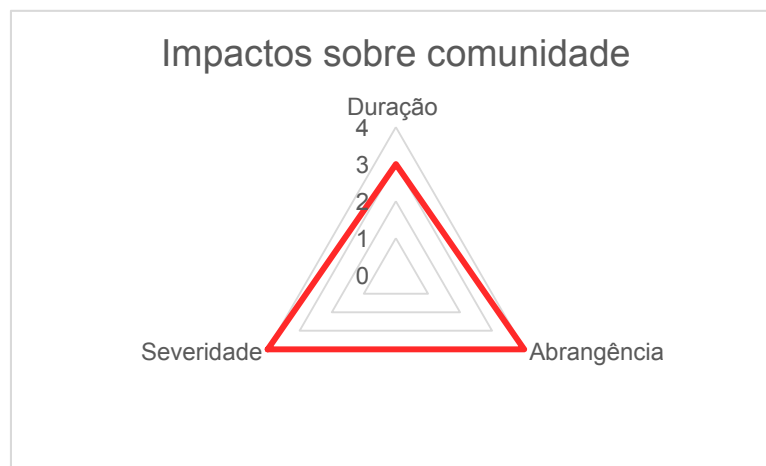 Impactos sobre comunidade
Duração
4
3
2
1
0
Severidade
Abrangência